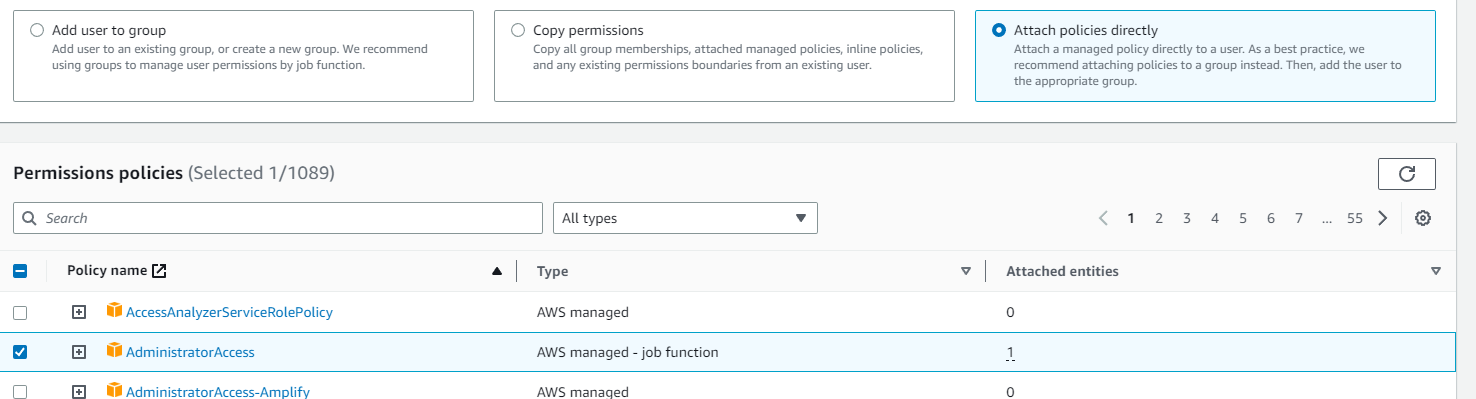 Add user to group
Add user to an existing group, or create a new group. We recommend
using groups to manage user permissions by job function.
Copy permissions
Copy all group memberships, attached managed policies, inline policies,
and any existing permissions boundaries from an existing user.
Attach policies directly
Attach a managed policy directly to a user. As a best practice, we
recommend attaching policies to a group instead. Then, add the user to
the appropriate group.
Permissions policies (Selected 1/1089)
Search
All types
1 2 3 4 5 6 7 ... 55
Policy name Type Attached entities
AccessAnalyzerServiceRolePolicy AWS managed 0
AdministratorAccess AWS managed - job function 1
AdministratorAccess-Amplify AWS managed 0